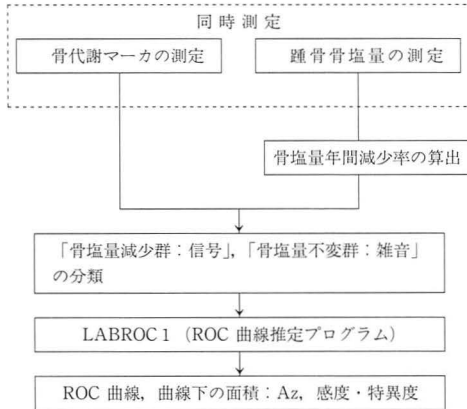 同時測定
骨代謝マーカの測定
踵骨骨塩量の測定
骨塩量年間減少率の算出
「骨塩量減少群：信号」，「骨塩量不変群：雑音」
の分類
LABROC 1 （ROC 曲線推定プログラム）
ROC 曲線，曲線下の面積：Az，感度・特異度